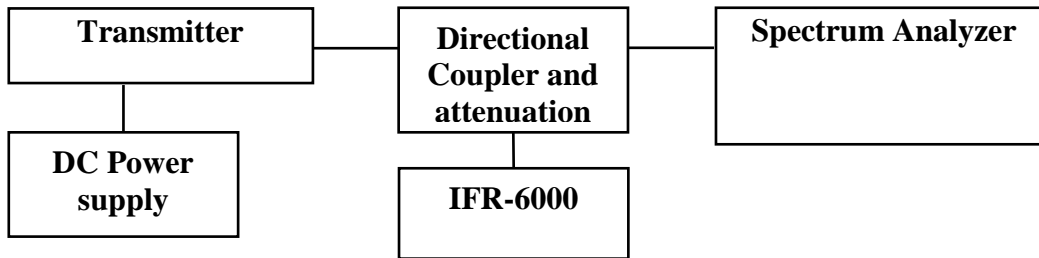 Transmitter
Directional
Coupler and
attenuation
Spectrum Analyzer
DC Power
supply
IFR-6000